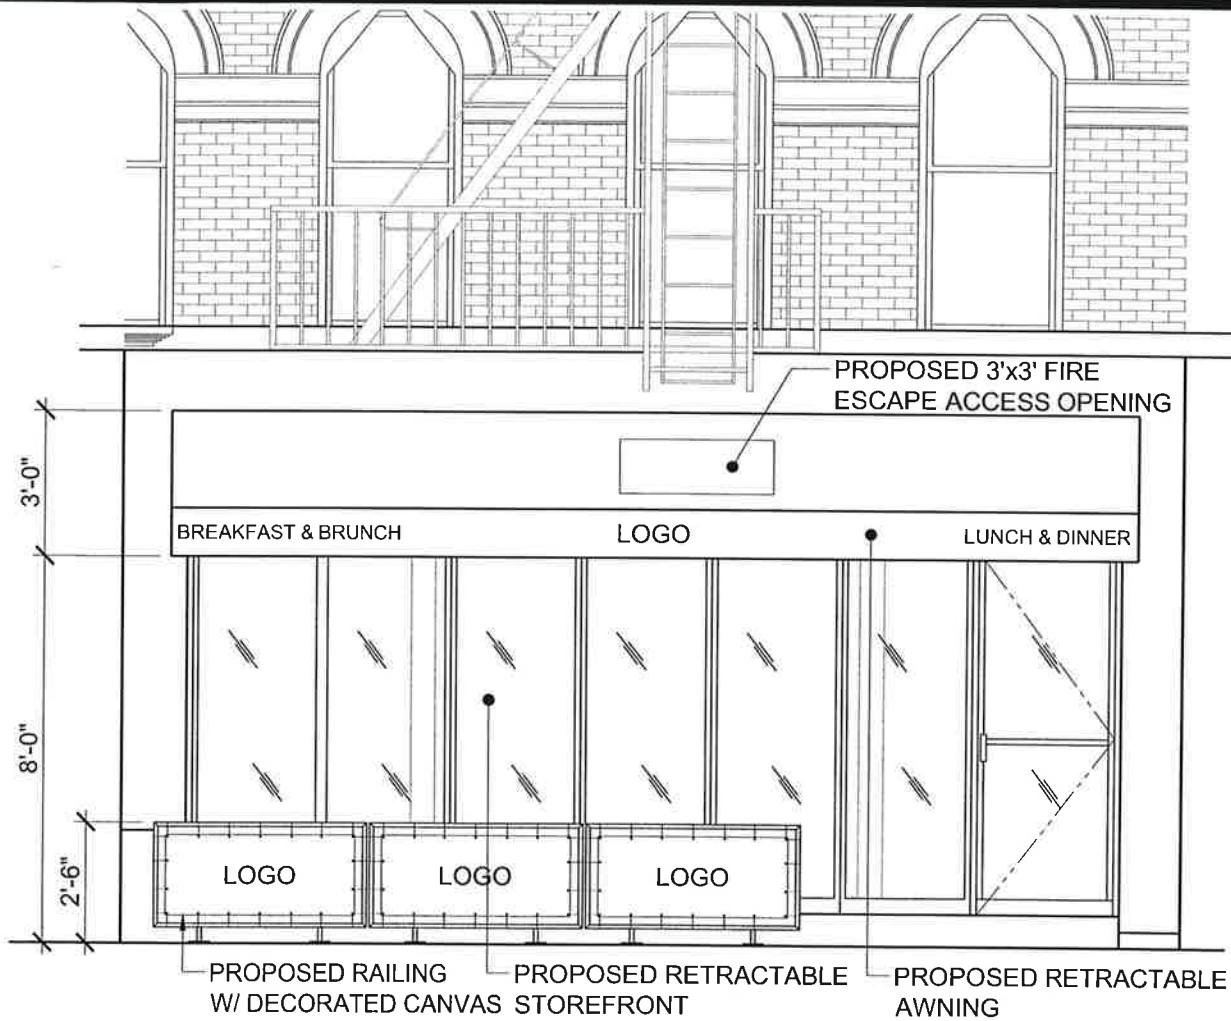 PROPOSED 3'x3' FIRE
ESCAPE ACCESS OPENING
3'-0"
BREAKFAST & BRUNCH
LOGO
LUNCH & DINNER
8'-0"
2'-6"
LOGO
LOGO
LOGO
PROPOSED RAILING
W/ DECORATED CANVAS
PROPOSED RETRACTABLE
STOREFRONT
PROPOSED RETRACTABLE
AWNING